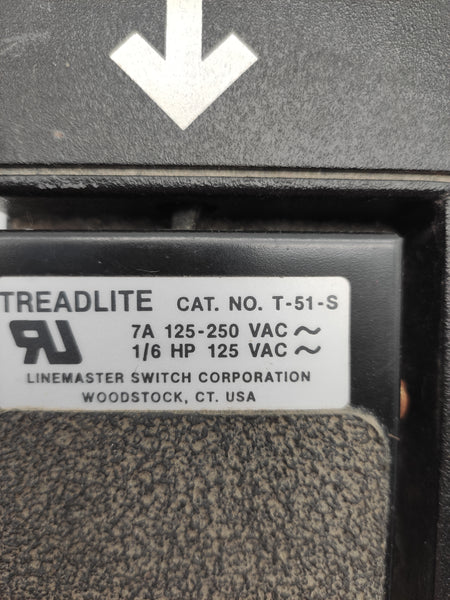 TREADLITE CAT. NO. T-51-S
7A 125-250 VAC ~
1/6 HP 125 VAC ~
LINEMASTER SWITCH CORPORATION
WOODSTOCK, CT. USA